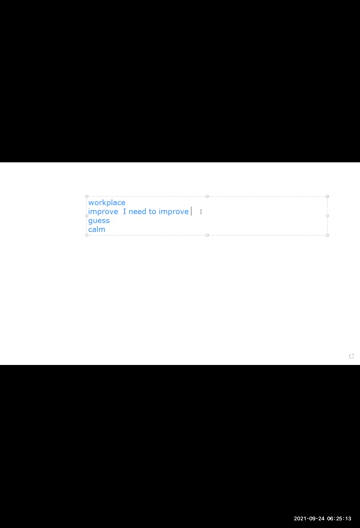 workplace
improve  I need to improve
guess
calm
2021-09-24 06:25:13